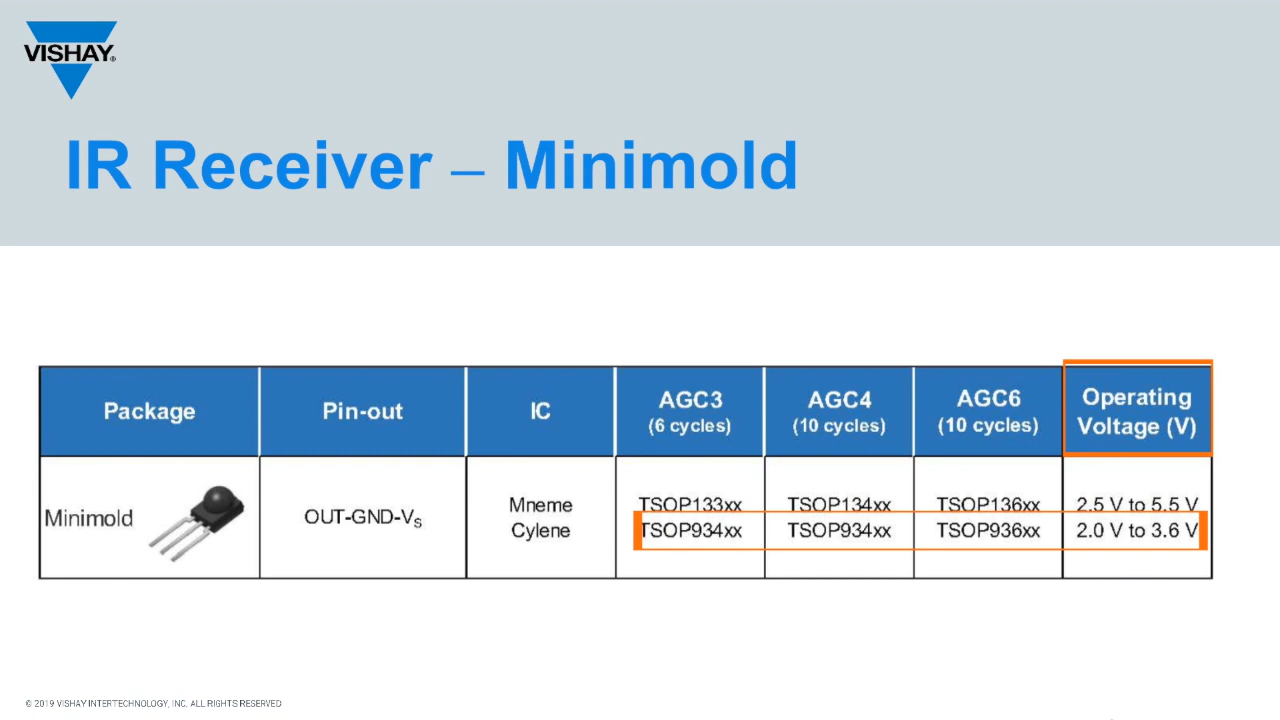 VISHAY®
IR Receiver – Minimold
Package
Pin-out
IC
AGC3
(6 cycles)
AGC4
(10 cycles)
AGC6
(10 cycles)
Operating
Voltage (V)
Minimold
OUT-GND-VS
Mneme
Cylene
TSOP133xx
TSOP934xx
TSOP134xx
TSOP934xx
TSOP136xx
TSOP936xx
2.5 V to 5.5 V
2.0 V to 3.6 V
© 2019 VISHAY INTERTECHNOLOGY, INC. ALL RIGHTS RESERVED